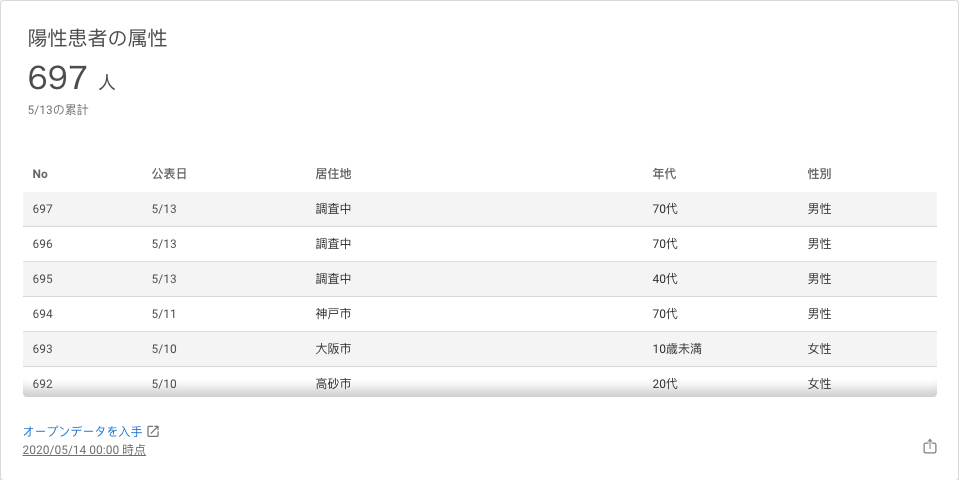 陽性患者の属性
697 人
5/13の累計
No 公表日 居住地 年代 性別
697 5/13 調査中 70代 男性
696 5/13 調査中 70代 男性
695 5/13 調査中 40代 男性
694 5/11 神戸市 70代 男性
693 5/10 大阪市 10歳未満 女性
692 5/10 高砂市 20代 女性
オープンデータを入手
2020/05/14 00:00 時点